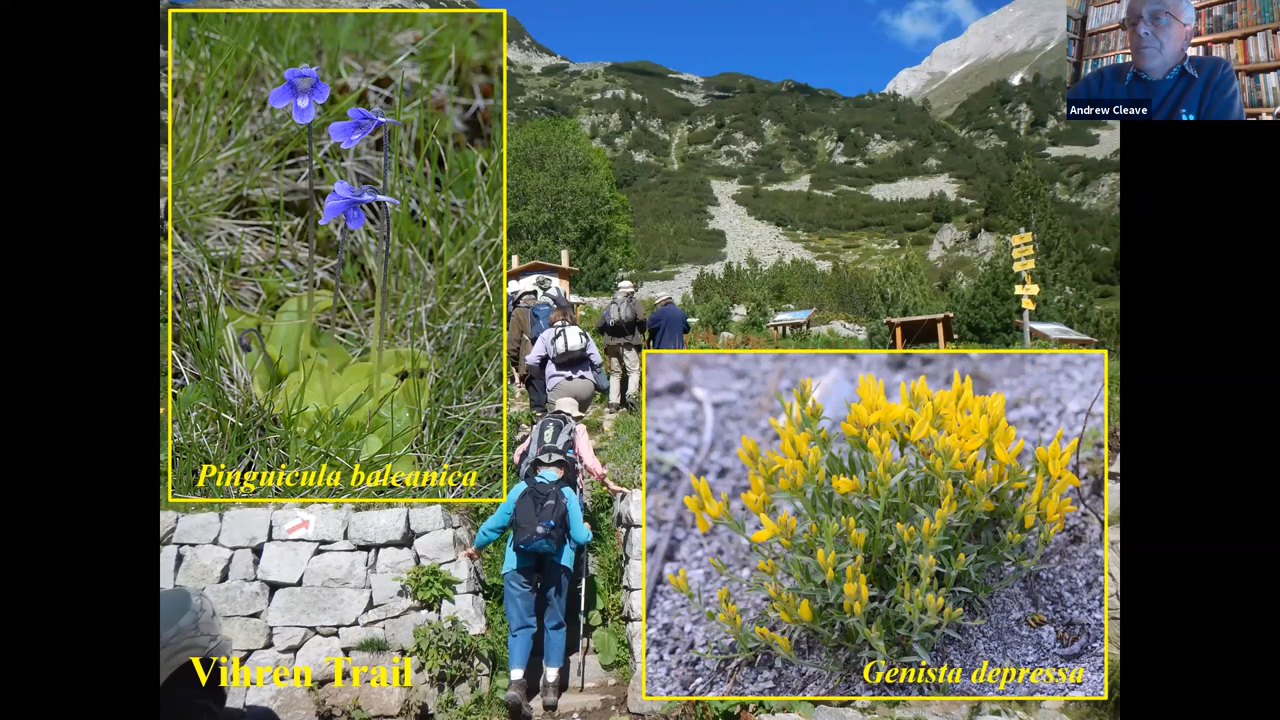 Andrew Cleave
Pinguicula balcanica
Genista depressa
Vihren Trail